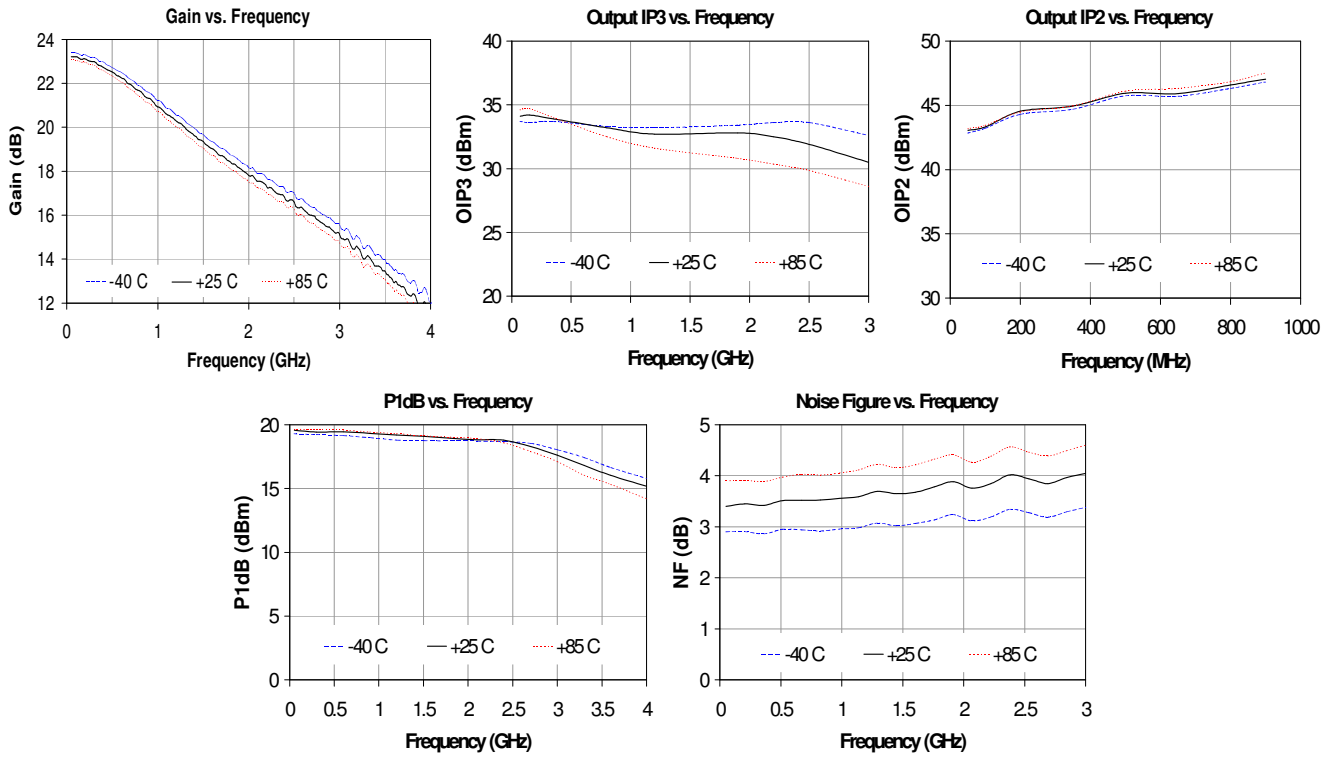 Gain vs. Frequency
24
22
20
18
16
14
12
Gain (dB)
-40 C
+25 C
+85 C
0
1
2
3
4
Frequency (GHz)
Output IP3 vs. Frequency
40
35
30
25
20
OIP3 (dBm)
-40 C
+25 C
+85 C
0
0.5
1
1.5
2
2.5
3
Frequency (GHz)
Output IP2 vs. Frequency
50
45
40
35
30
OIP2 (dBm)
-40 C
+25 C
+85 C
0
200
400
600
800
1000
Frequency (MHz)
P1dB vs. Frequency
20
15
10
5
0
P1dB (dBm)
-40 C
+25 C
+85 C
0
0.5
1
1.5
2
2.5
3
3.5
4
Frequency (GHz)
Noise Figure vs. Frequency
5
4
3
2
1
0
NF (dB)
-40 C
+25 C
+85 C
0
0.5
1
1.5
2
2.5
3
Frequency (GHz)